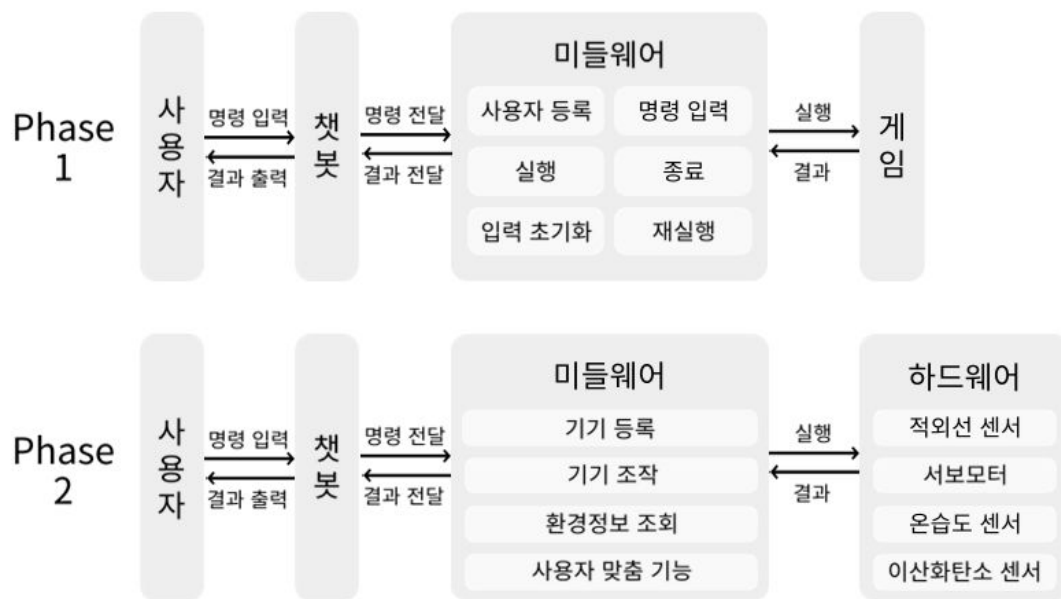 Phase
1
사용자
명령 입력
결과 출력
챗봇
명령 전달
결과 전달
미들웨어
사용자 등록
명령 입력
실행
종료
입력 초기화
재실행
실행
결과
게임
Phase
2
사용자
명령 입력
결과 출력
챗봇
명령 전달
결과 전달
미들웨어
기기 등록
기기 조작
환경정보 조회
사용자 맞춤 기능
실행
결과
하드웨어
적외선 센서
서보모터
온습도 센서
이산화탄소 센서